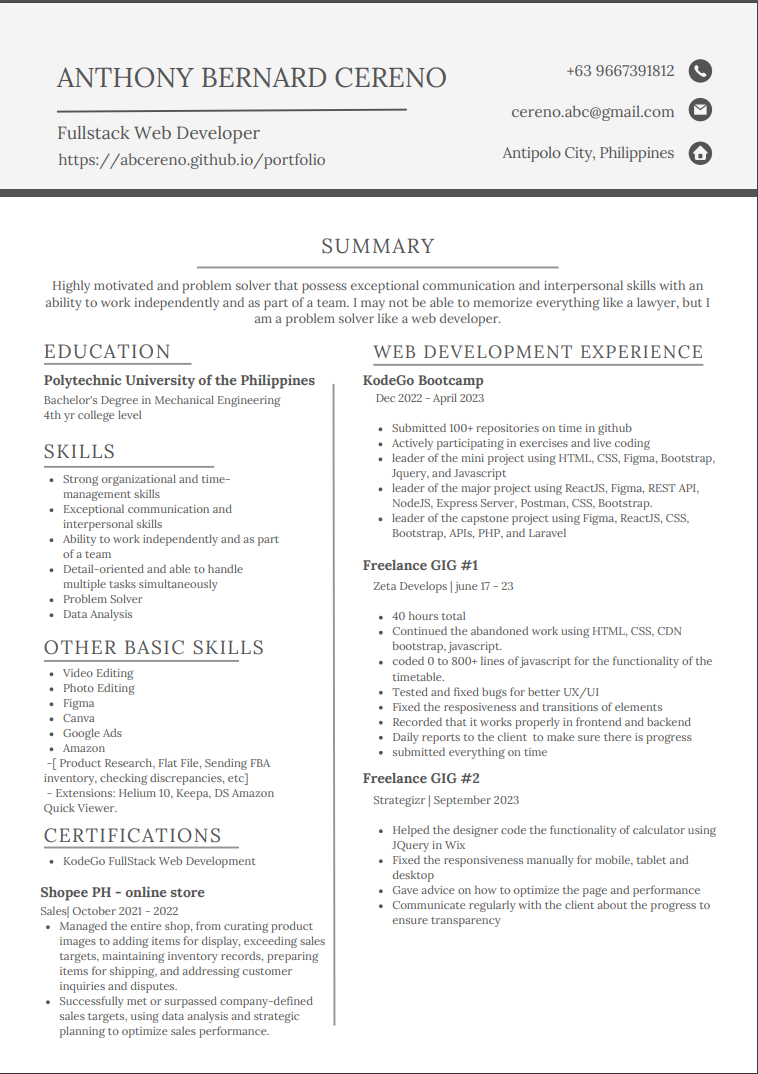 ANTHONY BERNARD CERENO
Fullstack Web Developer
https://abcereno.github.io/portfolio
+63 9667391812
cereno.abc@gmail.com
Antipolo City, Philippines
SUMMARY
Highly motivated and problem solver that possess exceptional communication and interpersonal skills with an
ability to work independently and as part of a team. I may not be able to memorize everything like a lawyer, but I
am a problem solver like a web developer.
EDUCATION
Polytechnic University of the Philippines
Bachelor's Degree in Mechanical Engineering
4th yr college level
SKILLS
• Strong organizational and time-
management skills
• Exceptional communication and
interpersonal skills
• Ability to work independently and as part
of a team
• Detail-oriented and able to handle
multiple tasks simultaneously
• Problem Solver
• Data Analysis
OTHER BASIC SKILLS
• Video Editing
• Photo Editing
• Figma
• Canva
• Google Ads
• Amazon
-[ Product Research, Flat File, Sending FBA
inventory, checking discrepancies, etc]
- Extensions: Helium 10, Keepa, DS Amazon
Quick Viewer.
CERTIFICATIONS
• KodeGo FullStack Web Development
Shopee PH - online store
Sales| October 2021 - 2022
• Managed the entire shop, from curating product
images to adding items for display, exceeding sales
targets, maintaining inventory records, preparing
items for shipping, and addressing customer
inquiries and disputes.
• Successfully met or surpassed company-defined
sales targets, using data analysis and strategic
planning to optimize sales performance.
WEB DEVELOPMENT EXPERIENCE
KodeGo Bootcamp
Dec 2022 - April 2023
• Submitted 100+ repositories on time in github
• Actively participating in exercises and live coding
• leader of the mini project using HTML, CSS, Figma, Bootstrap,
Jquery, and Javascript
• leader of the major project using ReactJS, Figma, REST API,
NodeJS, Express Server, Postman, CSS, Bootstrap.
• leader of the capstone project using Figma, ReactJS, CSS,
Bootstrap, APIs, PHP, and Laravel
Freelance GIG #1
Zeta Develops | june 17 - 23
• 40 hours total
• Continued the abandoned work using HTML, CSS, CDN
bootstrap, javascript.
• coded 0 to 800+ lines of javascript for the functionality of the
timetable.
• Tested and fixed bugs for better UX/UI
• Fixed the resposiveness and transitions of elements
• Recorded that it works properly in frontend and backend
• Daily reports to the client to make sure there is progress
• submitted everything on time
Freelance GIG #2
Strategizr | September 2023
• Helped the designer code the functionality of calculator using
JQuery in Wix
• Fixed the responsiveness manually for mobile, tablet and
desktop
• Gave advice on how to optimize the page and performance
• Communicate regularly with the client about the progress to
ensure transparency